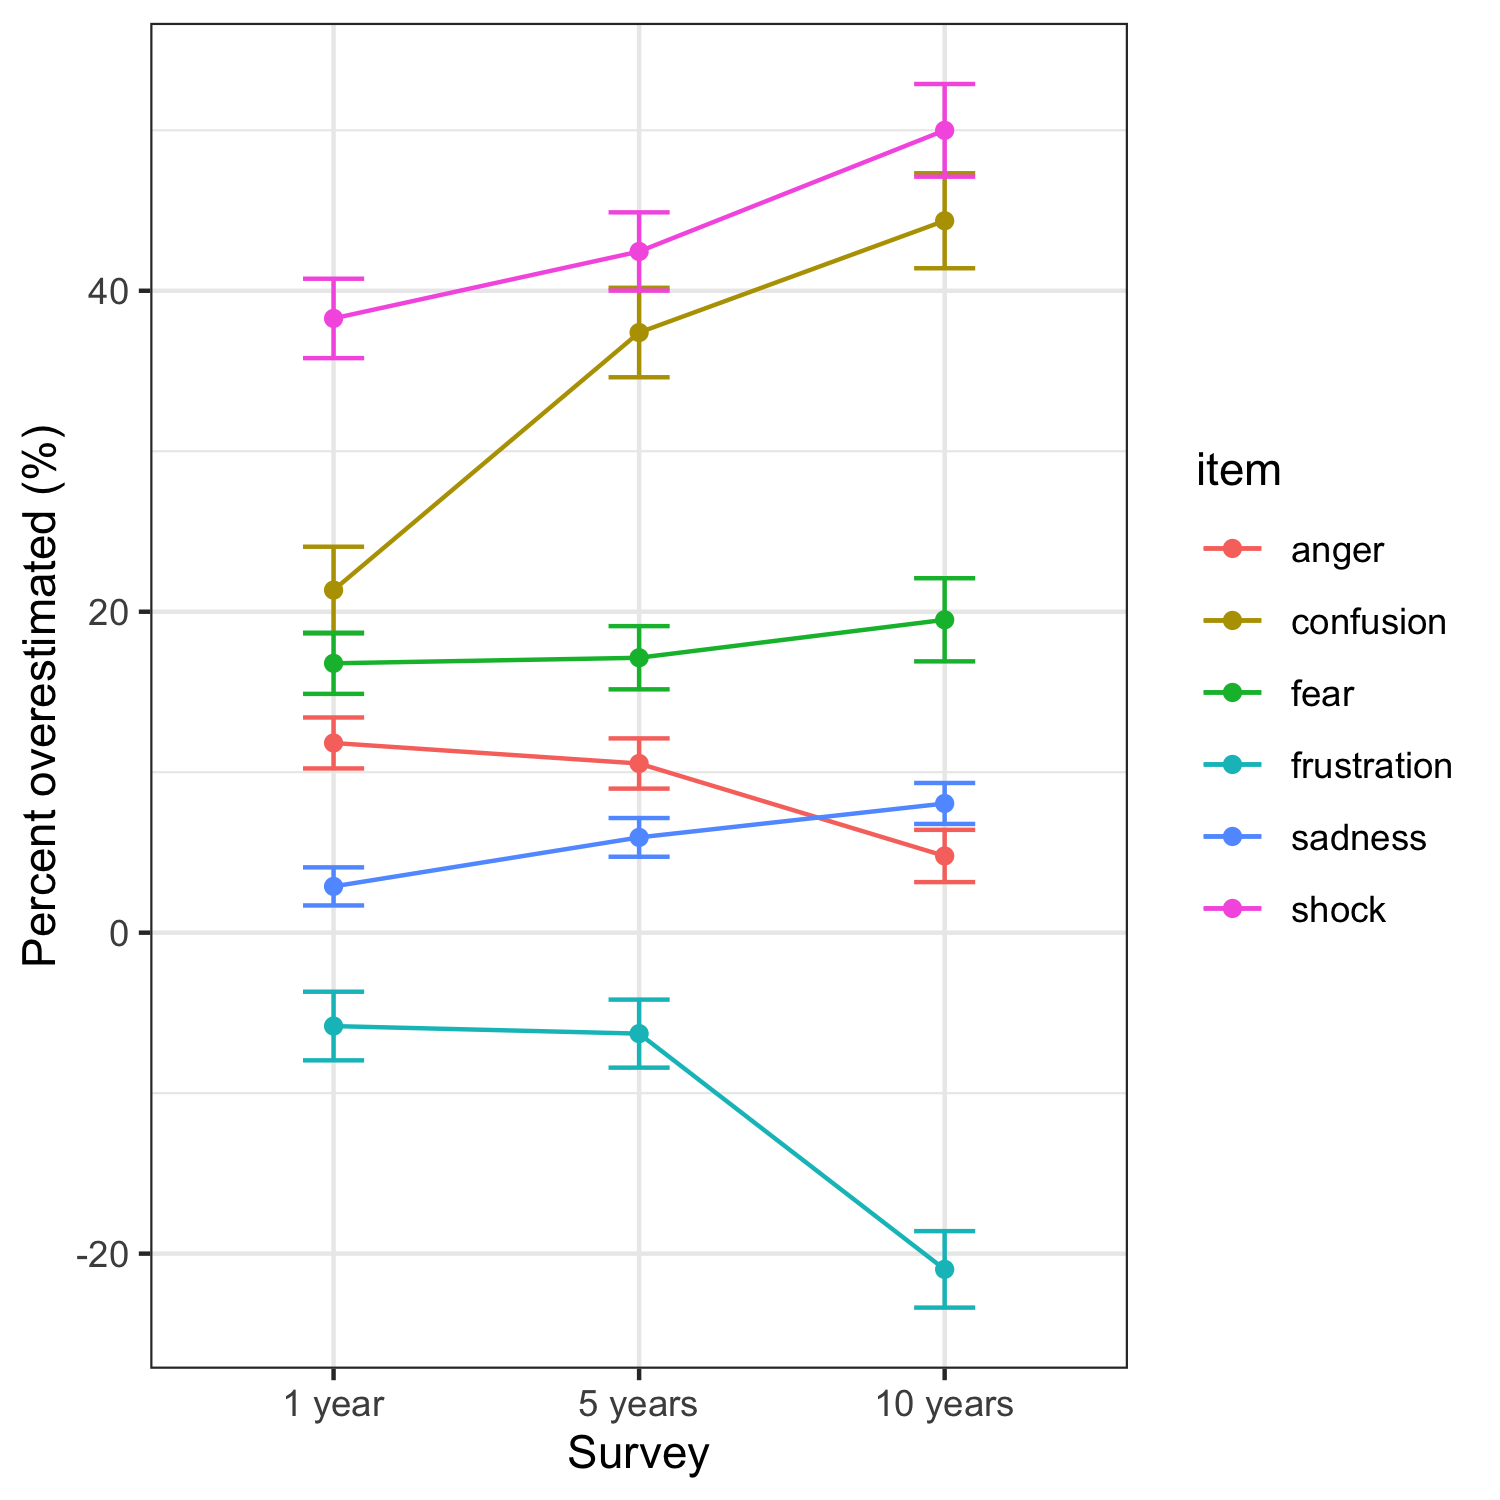 Percent overestimated (%)
40
20
0
-20
1 year 5 years 10 years
Survey
item
anger
confusion
fear
frustration
sadness
shock